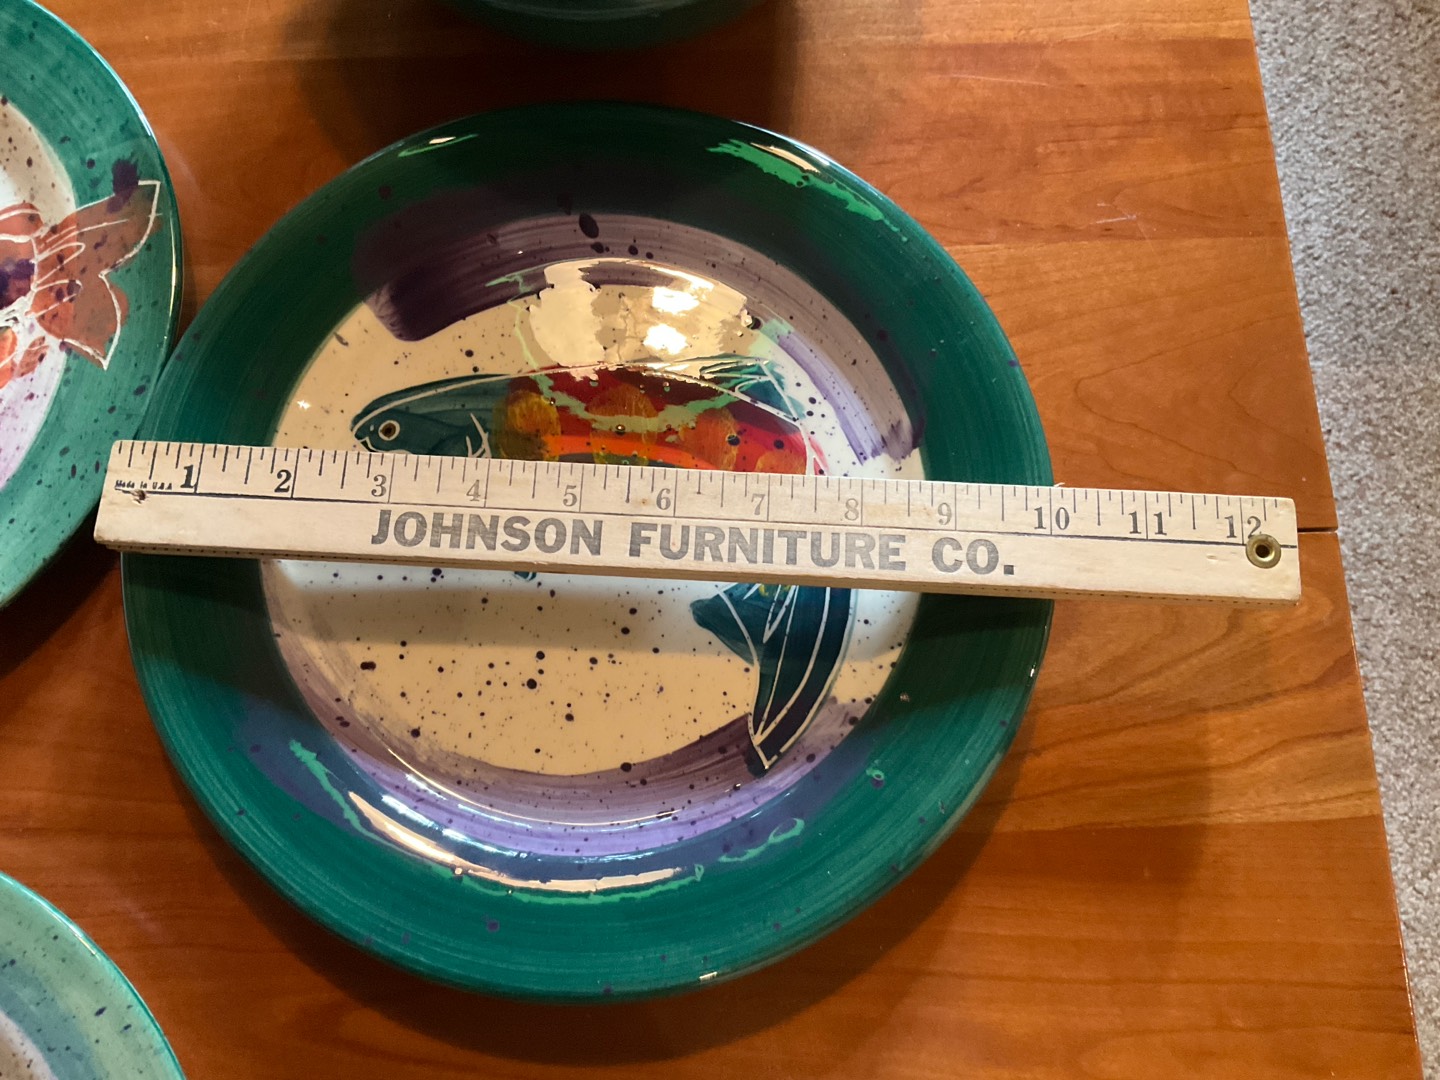 1 2 3 4 5 6 7 8 9 10 11 12
Made in U.S.A.
JOHNSON FURNITURE CO.